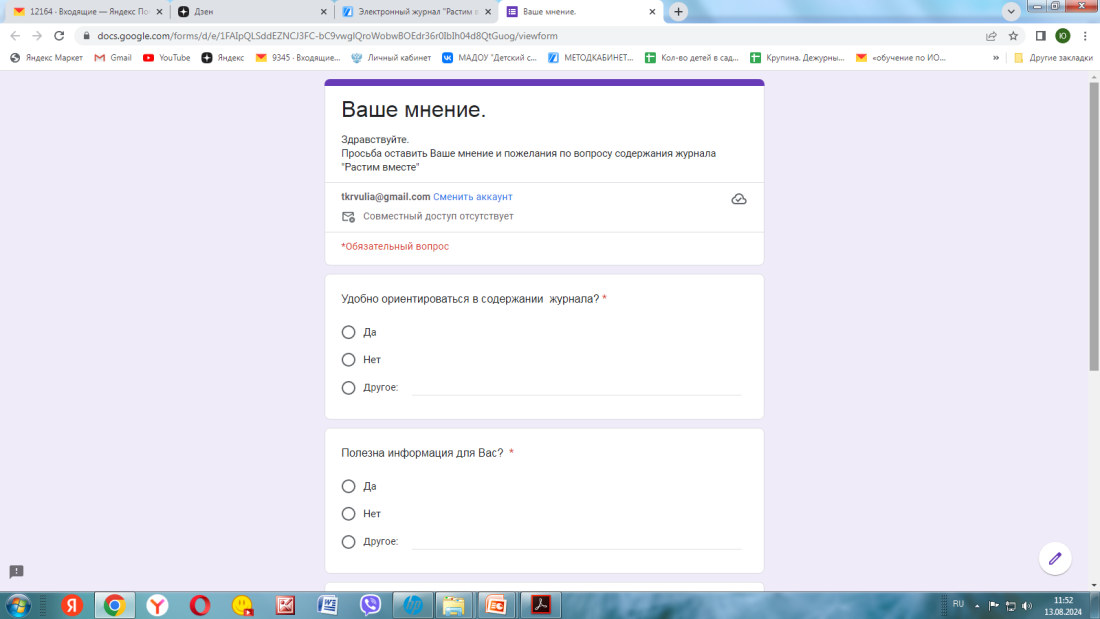 12164 · Входящие — Яндекс По
Дзен
Электронный журнал "Растим в
Ваше мнение.
docs.google.com/forms/d/e/1FAIpQLSddEZNCJ3FC-bC9vwgIQroWobwBOEdr36r0IbIh04d8QtGuog/viewform
Яндекс Маркет
Gmail
YouTube
Яндекс
9345 · Входящие...
Личный кабинет
МАДОУ "Детский с...
МЕТОДКАБИНЕТ...
Кол-во детей в сад...
Крупина. Дежурны...
«обучение по ИО...
»
Другие закладки
Ваше мнение.
Здравствуйте.
Просьба оставить Ваше мнение и пожелания по вопросу содержания журнала
"Растим вместе"
tkrvulia@gmail.com Сменить аккаунт
Совместный доступ отсутствует
*Обязательный вопрос
Удобно ориентироваться в содержании журнала? *
Да
Нет
Другое:
Полезна информация для Вас? *
Да
Нет
Другое:
RU
11:52
13.08.2024